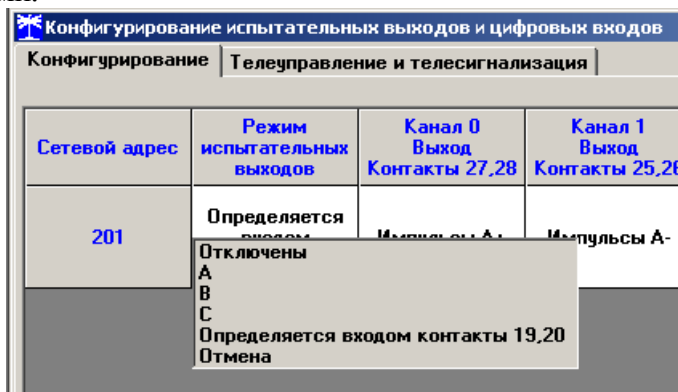 Конфигурирование испытательных выходов и цифровых входов
Конфигурирование Телеуправление и телесигнализация
Сетевой адрес
Режим испытательных выходов
Канал 0 Выход Контакты 27,28
Канал 1 Выход Контакты 25,26
201
Определяется
Импульсы А-
Отключены
A
B
C
Определяется входом контакты 19,20
Отмена